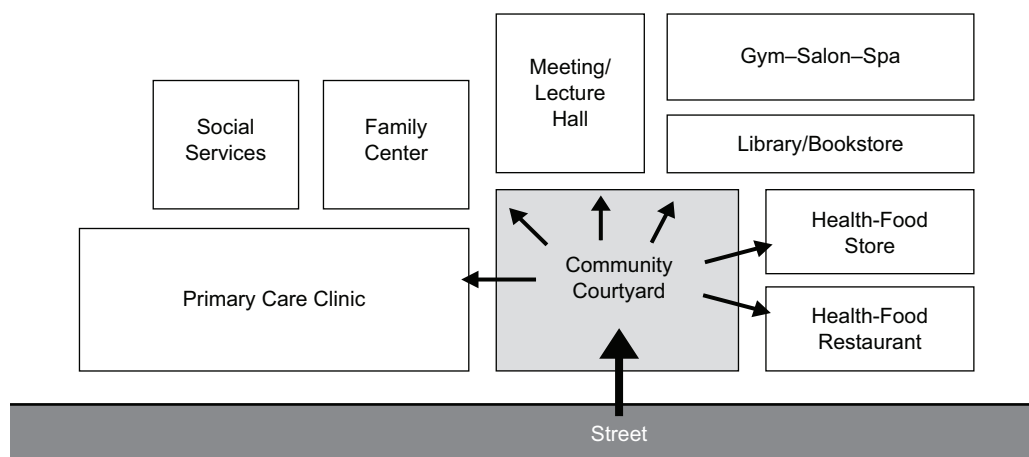 Meeting/
Lecture
Hall
Gym–Salon–Spa
Social
Services
Family
Center
Library/Bookstore
Health-Food
Store
Community
Courtyard
Primary Care Clinic
Health-Food
Restaurant
Street